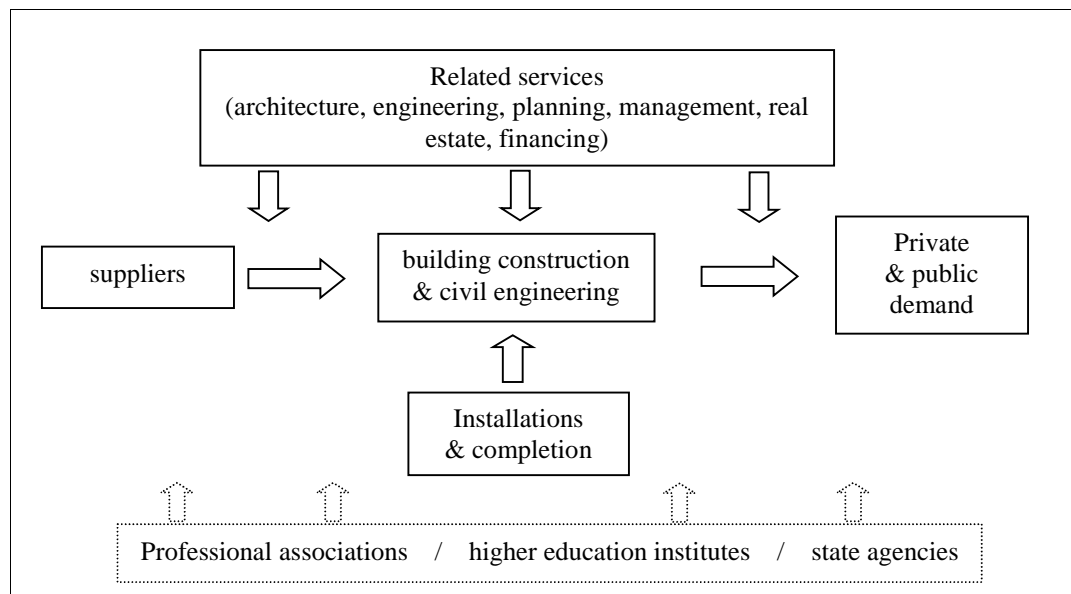 Related services
(architecture, engineering, planning, management, real
estate, financing)
suppliers
building construction
& civil engineering
Private
& public
demand
Installations
& completion
Professional associations / higher education institutes / state agencies